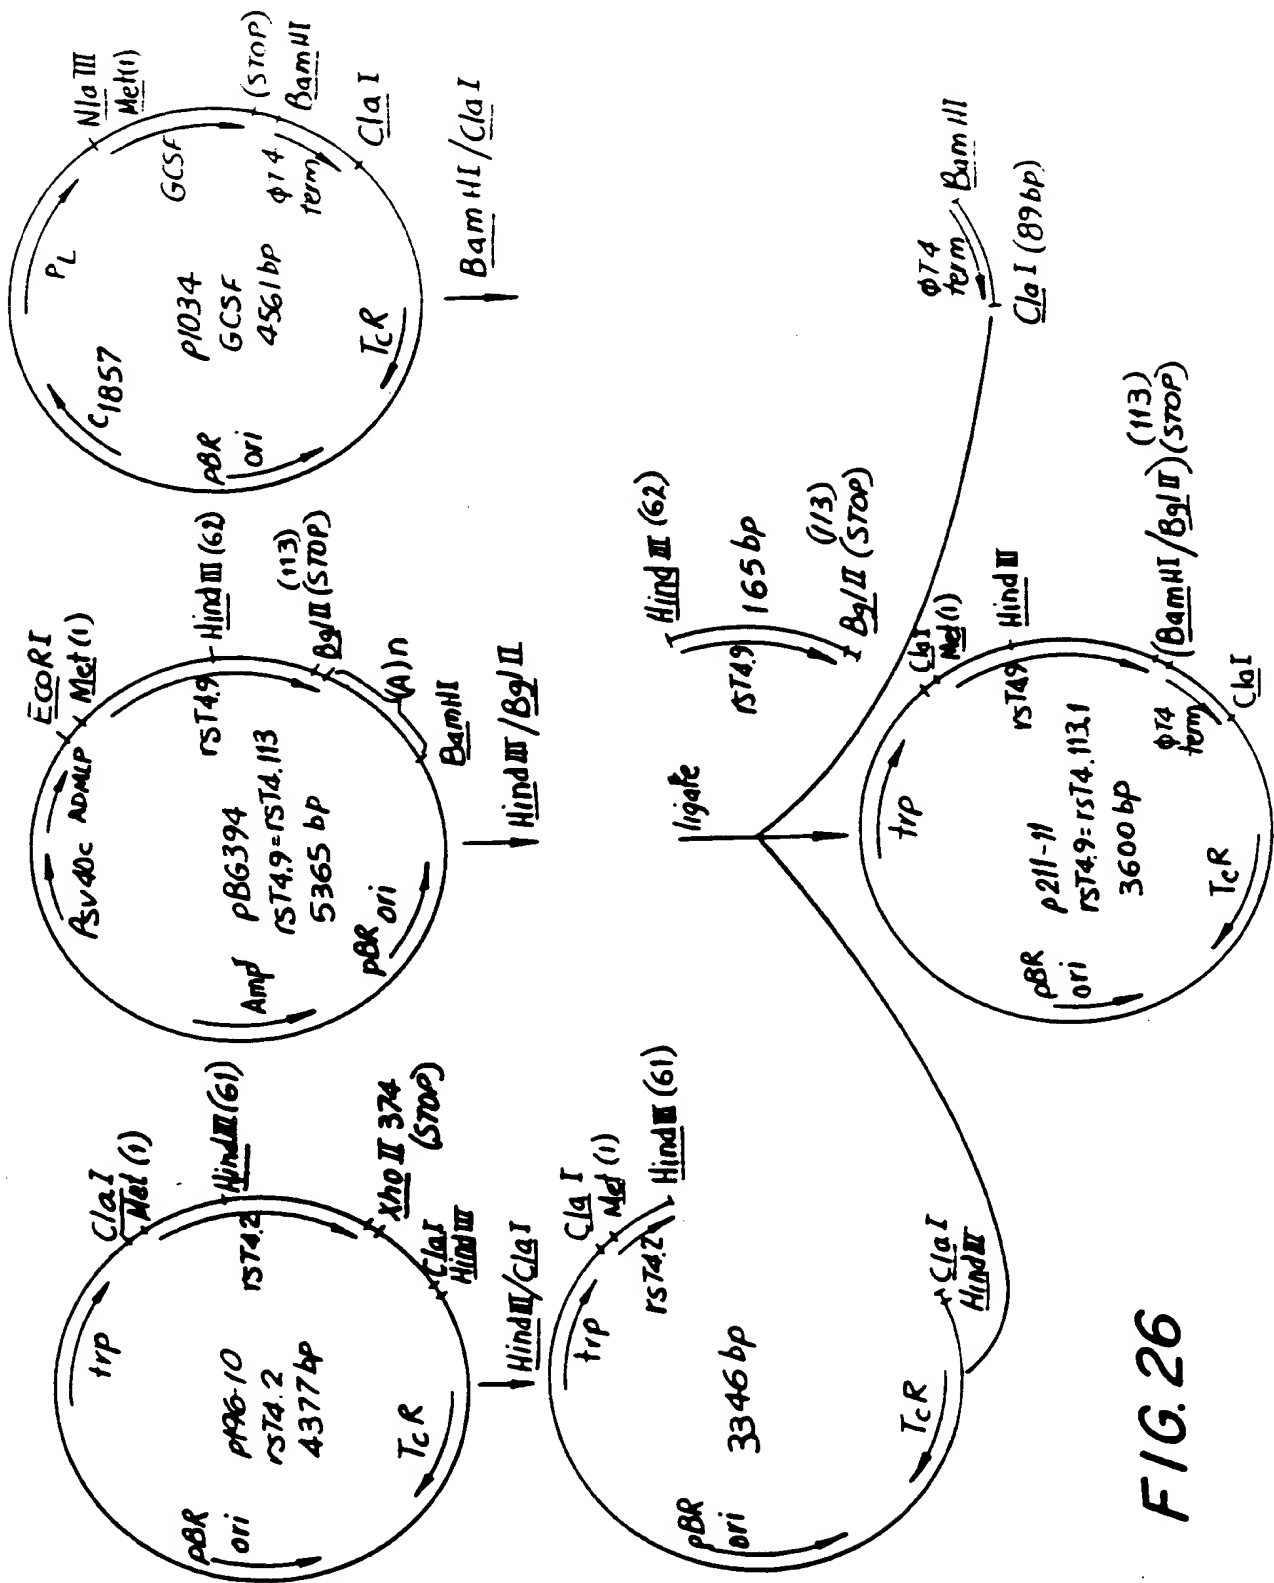 trp
ClaI
Met(1)
HindIII(61)
rsT4.2
XhoII 374
(STOP)
ClaI
HindIII
TcR
pBR
ori
p196-10
rsT4.2
4377bp
HindIII/ClaI
Psv40c
ADMLP
EcoRI
Met(1)
HindIII(62)
rsT4.9
(113)
BglII(STOP)
(A)n
BamHI
pBR ori
Amp
pBG394
rsT4.9=rsT4.113
5365 bp
HindIII/BglII
C1857
PL
NlaIII
Met(1)
GCSF
(STOP)
BamHI
φT4
term
ClaI
TcR
pBR
ori
p1034
GCSF
4561bp
BamHI/ClaI
trp
ClaI
Met(1)
rsT4.2
HindIII(61)
ClaI
HindIII
TcR
pBR
ori
3346bp
ligate
HindIII(62)
rsT4.9
165bp
(113)
BglII(STOP)
φT4
term
BamHI
ClaI(89bp)
trp
ClaI
Met(1)
HindIII
rsT4.9
(113)
(BamHI/BglII)(STOP)
φT4
term
ClaI
TcR
pBR
ori
p211-11
rsT4.9=rsT4.113.1
3600bp
FIG.26